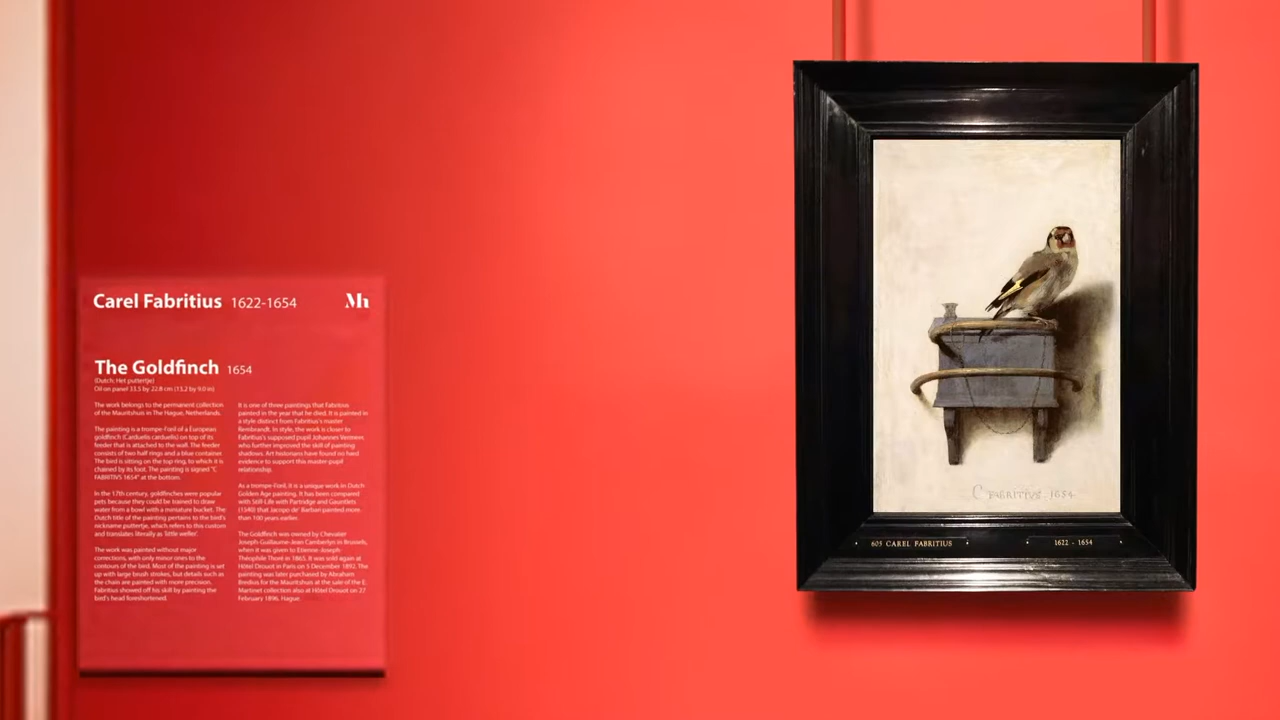 Carel Fabritius 1622-1654
Mh
The Goldfinch 1654
(Dutch: Het puttertje)
Oil on panel 33.5 by 22.8 cm (13.2 by 9.0 in)
The work belongs to the permanent collection
of the Mauritshuis in The Hague, Netherlands.
The painting is a trompe-l'oeil of a European
goldfinch (Carduelis carduelis) on top of its
feeder that is attached to the wall. The feeder
consists of two half rings and a blue container.
The bird is sitting on the top ring, to which it is
chained by its foot. The painting is signed "C
FABRITIVS 1654" at the bottom.
In the 17th century, goldfinches were popular
pets because they could be trained to draw
water from a bowl with a miniature bucket. The
Dutch title of the painting pertains to the bird's
nickname puttertje, which refers to this custom
and translates literally as 'little weller'.
The work was painted without major
corrections, with only minor ones to the
contours of the bird. Most of the painting is set
up with large brush strokes, but details such as
the chain are painted with more precision.
Fabritius showed off his skill by painting the
bird's head foreshortened.
It is one of three paintings that Fabritius
painted in the year that he died. It is painted in
a style distinct from Fabritius's master
Rembrandt. In style, the work is closer to
Fabritius's supposed pupil Johannes Vermeer,
who further improved the skill of painting
shadows. Art historians have found no hard
evidence to support this master-pupil
relationship.
As a trompe-l'oeil, it is a unique work in Dutch
Golden Age painting. It has been compared
with Still-Life with Partridge and Gauntlets
(1540) that Jacopo de' Barbari painted more
than 100 years earlier.
The Goldfinch was owned by Chevalier
Joseph-Guillaume-Jean Camberlyn in Brussels,
when it was given to Etienne-Joseph-
Théophile Thoré in 1865. It was sold again at
Hôtel Drouot in Paris on 5 December 1892. The
painting was later purchased by Abraham
Bredius for the Mauritshuis at the sale of the E.
Martinet collection also at Hôtel Drouot on 27
February 1896. Hague.
C FABRITIVS 1654
605 CAREL FABRITIUS
1622 - 1654